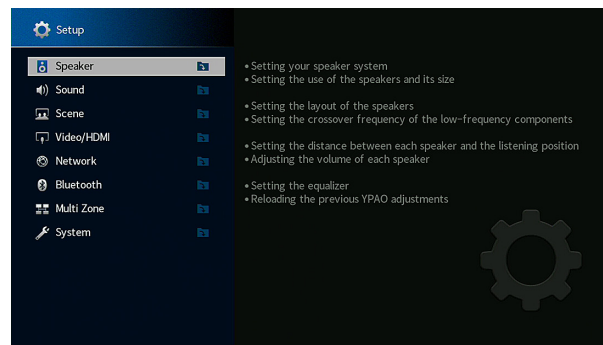 Setup
Speaker
Sound
Scene
Video/HDMI
Network
Bluetooth
Multi Zone
System
•Setting your speaker system
•Setting the use of the speakers and its size
•Setting the layout of the speakers
•Setting the crossover frequency of the low-frequency components
•Setting the distance between each speaker and the listening position
•Adjusting the volume of each speaker
•Setting the equalizer
•Reloading the previous YPAO adjustments